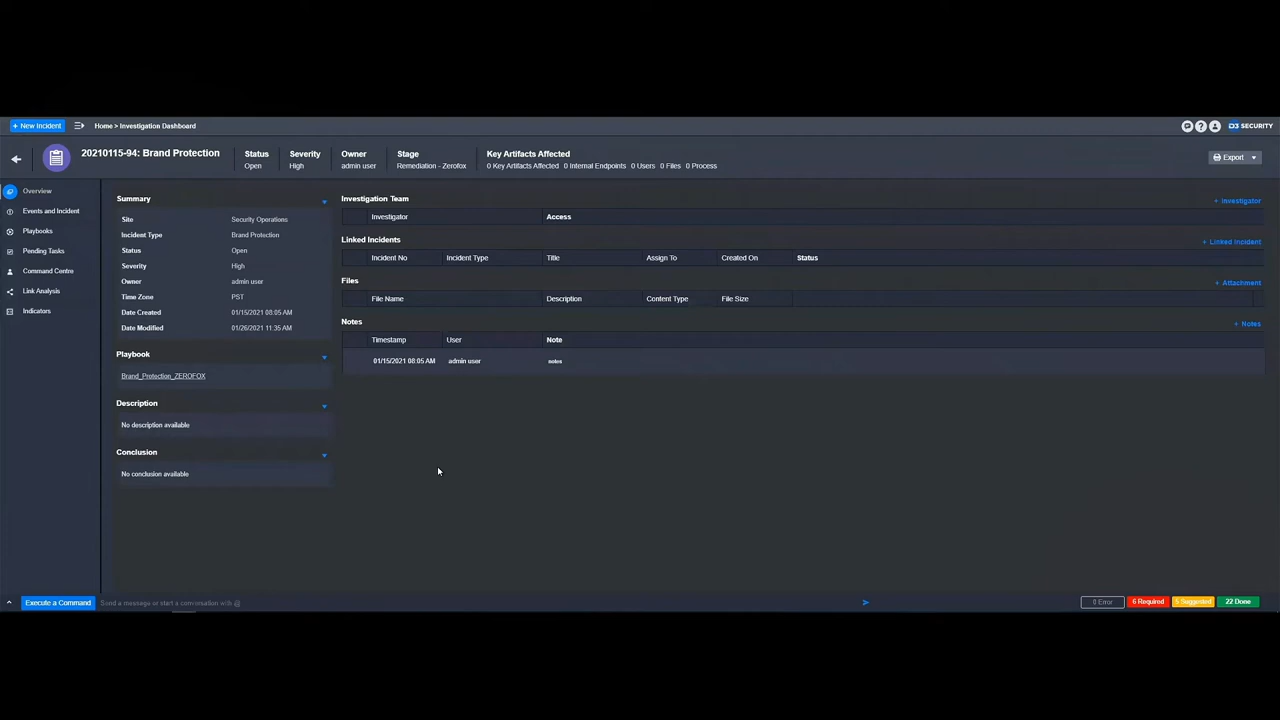 + New Incident
Home > Investigation Dashboard
D3 SECURITY
20210115-94: Brand Protection
Status
Open
Severity
High
Owner
admin user
Stage
Remediation - Zerofox
Key Artifacts Affected
0 Key Artifacts Affected 0 Internal Endpoints 0 Users 0 Files 0 Process
Export
Overview
Events and Incident
Playbooks
Pending Tasks
Command Centre
Link Analysis
Indicators
Summary
Site Security Operations
Incident Type Brand Protection
Status Open
Severity High
Owner admin user
Time Zone PST
Date Created 01/15/2021 08:05 AM
Date Modified 01/26/2021 11:35 AM
Playbook
Brand_Protection_ZEROFOX
Description
No description available
Conclusion
No conclusion available
Investigation Team
+ Investigator
Investigator Access
Linked Incidents
+ Linked Incident
Incident No Incident Type Title Assign To Created On Status
Files
+ Attachment
File Name Description Content Type File Size
Notes
+ Notes
Timestamp User Note
01/15/2021 08:05 AM admin user notes
Execute a Command
Send a message or start a conversation with @
0 Error
6 Required
5 Suggested
22 Done